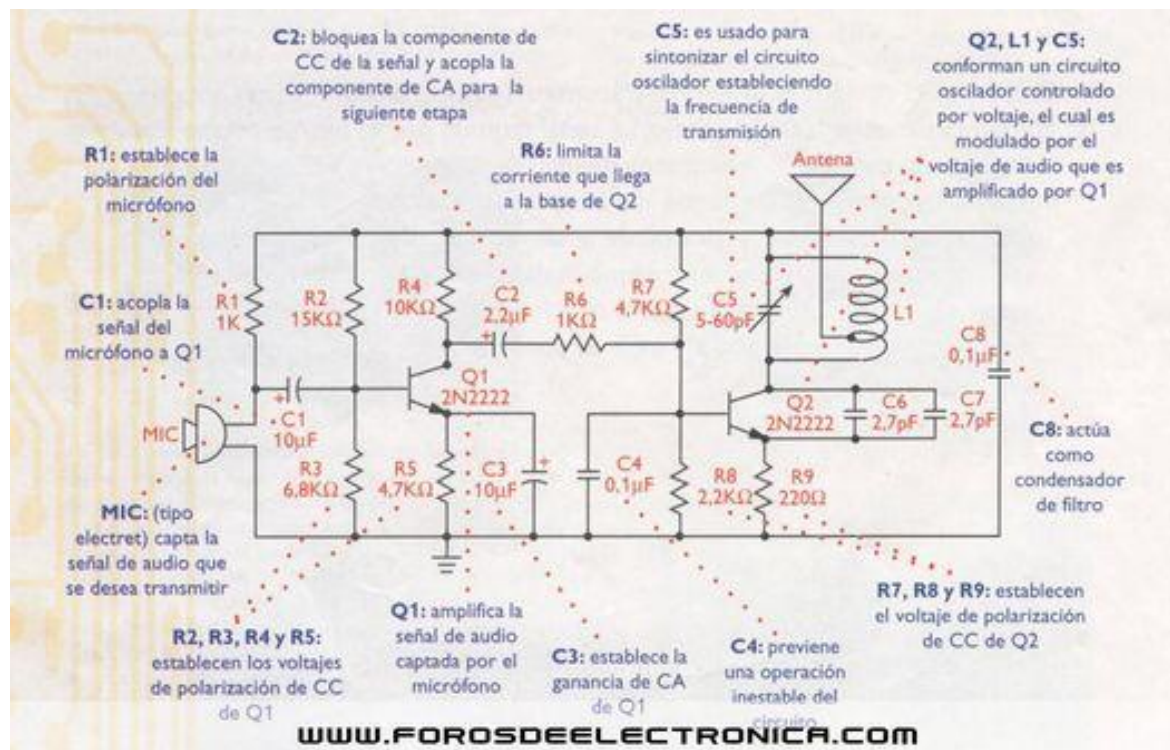 C2: bloquea la componente de
CC de la señal y acopla la
componente de CA para la
siguiente etapa
C5: es usado para
sintonizar el circuito
oscilador estableciendo
la frecuencia de
transmisión
Q2, L1 y C5:
conforman un circuito
oscilador controlado
por voltaje, el cual es
modulado por el
voltaje de audio que es
amplificado por Q1
R1: establece la
polarización del
micrófono
R6: limita la
corriente que llega
a la base de Q2
Antena
C1: acopla la
señal del
micrófono a Q1
R1
1K
R2
15KΩ
R4
10KΩ
C2
2,2µF
R6
1KΩ
R7
4,7KΩ
C5
5-60pF
L1
C8
0,1µF
MIC
C1
10µF
Q1
2N2222
Q2
2N2222
C6
2,7pF
C7
2,7pF
R3
6,8KΩ
R5
4,7KΩ
C3
10µF
C4
0,1µF
R8
2,2KΩ
R9
220Ω
C8: actúa
como
condensador
de filtro
MIC: (tipo
electret) capta la
señal de audio que
se desea transmitir
R2, R3, R4 y R5:
establecen los voltajes
de polarización de CC
de Q1
Q1: amplifica la
señal de audio
captada por el
micrófono
C3: establece la
ganancia de CA
de Q1
C4: previene
una operación
inestable del
circuito
R7, R8 y R9: establecen
el voltaje de polarización
de CC de Q2
WWW.FOROSDEELECTRONICA.COM